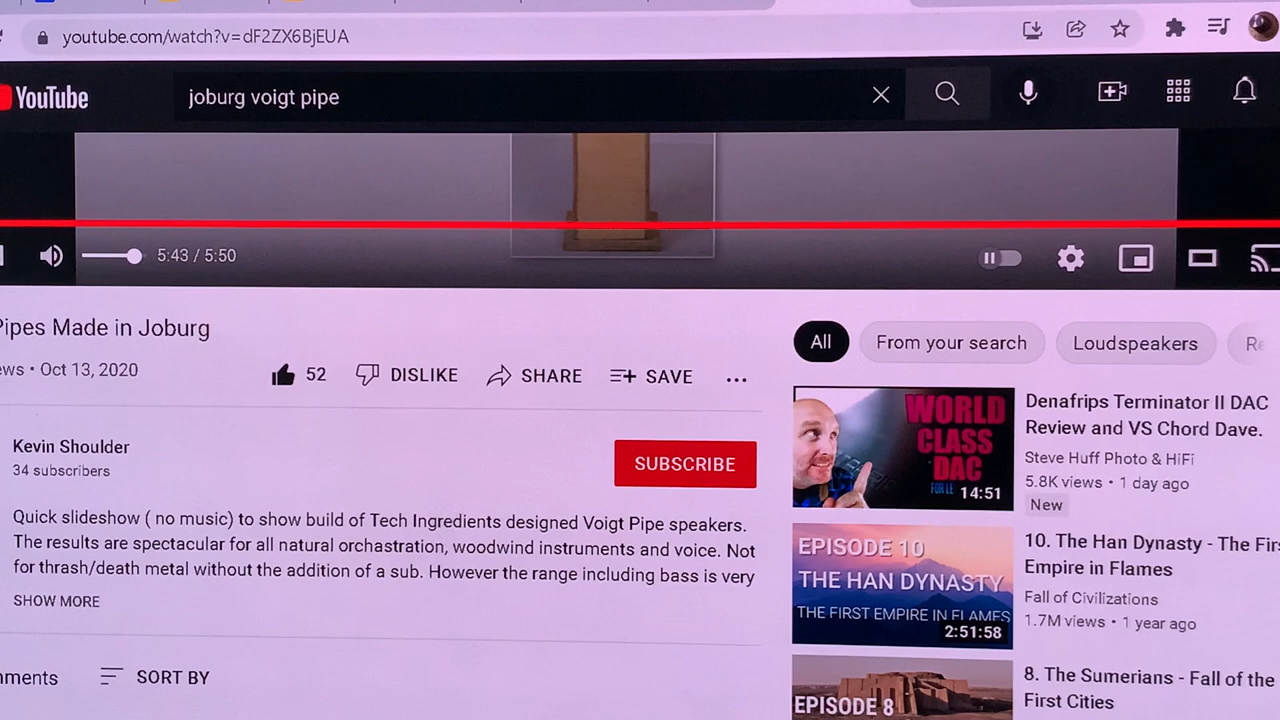 youtube.com/watch?v=dF2ZX6BjEUA
YouTube
joburg voigt pipe
5:43 / 5:50
Pipes Made in Joburg
ews • Oct 13, 2020
52
DISLIKE
SHARE
SAVE
Kevin Shoulder
34 subscribers
SUBSCRIBE
Quick slideshow ( no music) to show build of Tech Ingredients designed Voigt Pipe speakers.
The results are spectacular for all natural orchastration, woodwind instruments and voice. Not
for thrash/death metal without the addition of a sub. However the range including bass is very
SHOW MORE
mments
SORT BY
All
From your search
Loudspeakers
Re
WORLD
CLASS
DAC
FOR LE
14:51
Denafrips Terminator II DAC
Review and VS Chord Dave.
Steve Huff Photo & HiFi
5.8K views • 1 day ago
New
EPISODE 10
THE HAN DYNASTY
THE FIRST EMPIRE IN FLAMES
2:51:58
10. The Han Dynasty - The Firs
Empire in Flames
Fall of Civilizations
1.7M views • 1 year ago
EPISODE 8
8. The Sumerians - Fall of the
First Cities